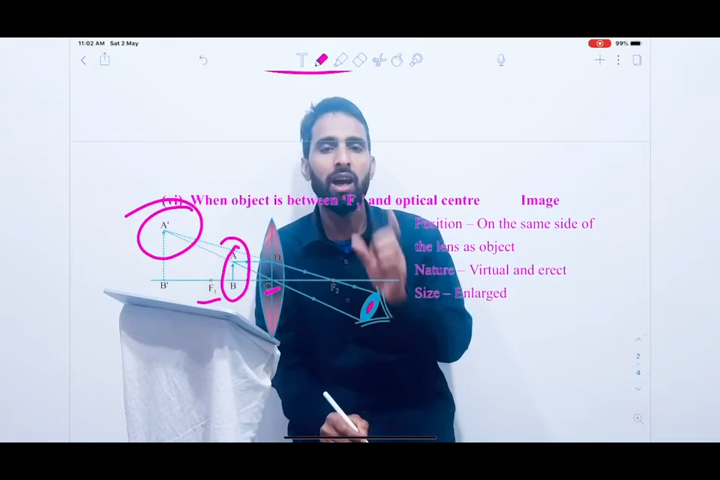 11:02 AM Sat 2 May
99%
T
(vi) When object is between ‘F1’ and optical centre Image
Position – On the same side of
the lens as object
Nature – Virtual and erect
Size – Enlarged
A'
A
D
B'
F1
B
F2
2
4